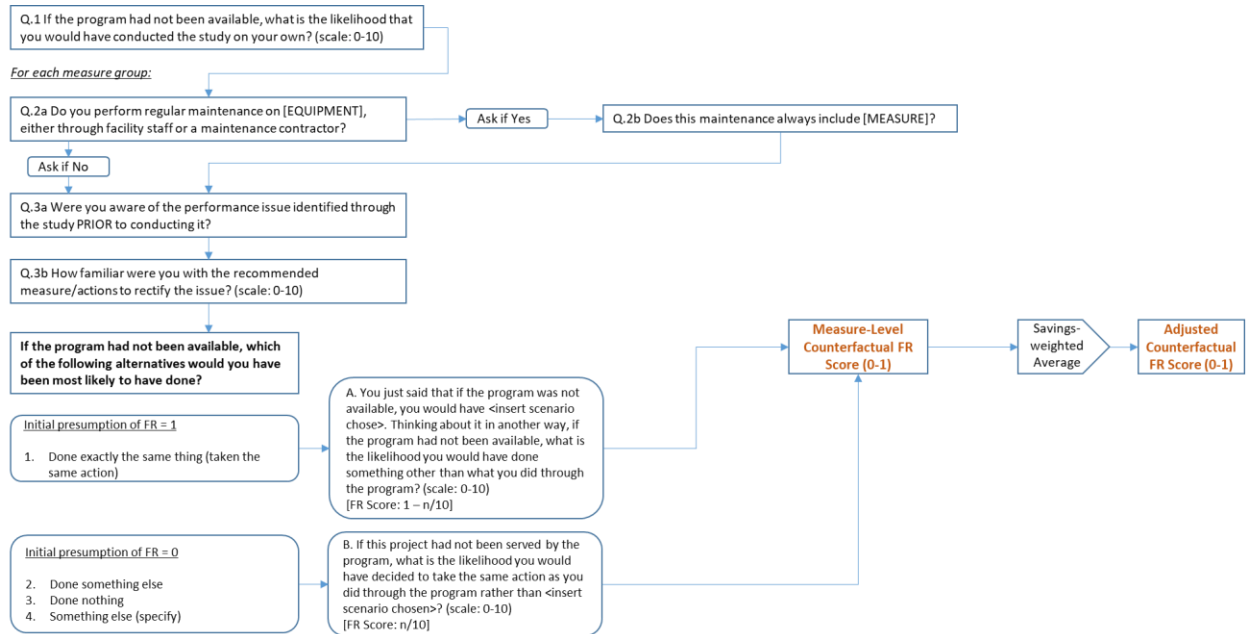 Q.1 If the program had not been available, what is the likelihood that
you would have conducted the study on your own? (scale: 0-10)
For each measure group:
Q.2a Do you perform regular maintenance on [EQUIPMENT],
either through facility staff or a maintenance contractor?
Ask if Yes
Q.2b Does this maintenance always include [MEASURE]?
Ask if No
Q.3a Were you aware of the performance issue identified through
the study PRIOR to conducting it?
Q.3b How familiar were you with the recommended
measure/actions to rectify the issue? (scale: 0-10)
If the program had not been available, which
of the following alternatives would you have
been most likely to have done?
Measure-Level
Counterfactual FR
Score (0-1)
Savings-
weighted
Average
Adjusted
Counterfactual
FR Score (0-1)
Initial presumption of FR = 1
1. Done exactly the same thing (taken the
same action)
A. You just said that if the program was not
available, you would have <insert scenario
chose>. Thinking about it in another way, if
the program had not been available, what is
the likelihood you would have done
something other than what you did through
the program? (scale: 0-10)
[FR Score: 1 – n/10]
Initial presumption of FR = 0
2. Done something else
3. Done nothing
4. Something else (specify)
B. If this project had not been served by the
program, what is the likelihood you would
have decided to take the same action as you
did through the program rather than <insert
scenario chosen>? (scale: 0-10)
[FR Score: n/10]